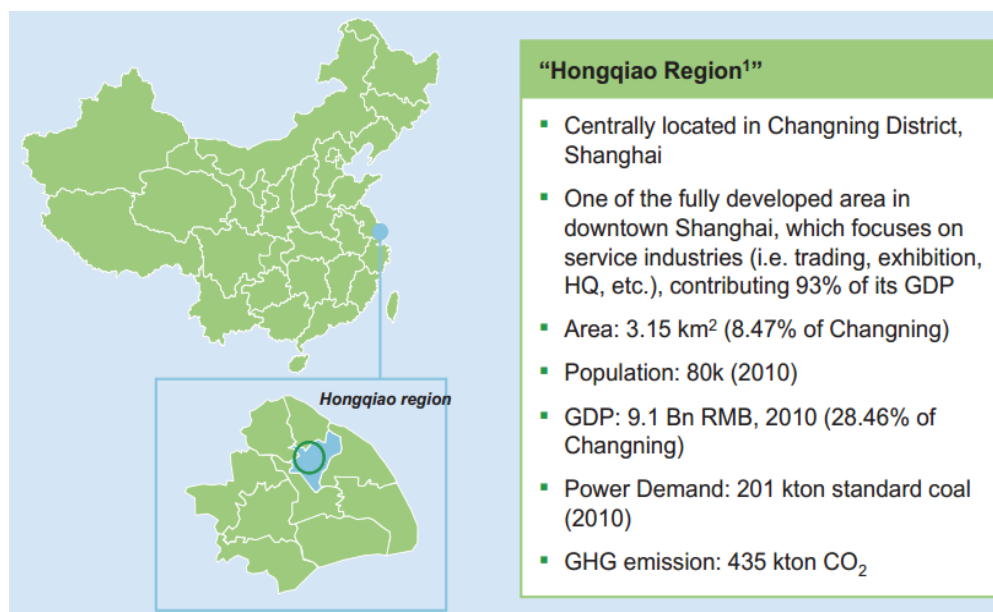 “Hongqiao Region¹”
▪ Centrally located in Changning District,
Shanghai
▪ One of the fully developed area in
downtown Shanghai, which focuses on
service industries (i.e. trading, exhibition,
HQ, etc.), contributing 93% of its GDP
▪ Area: 3.15 km² (8.47% of Changning)
▪ Population: 80k (2010)
▪ GDP: 9.1 Bn RMB, 2010 (28.46% of
Changning)
▪ Power Demand: 201 kton standard coal
(2010)
▪ GHG emission: 435 kton CO₂
Hongqiao region